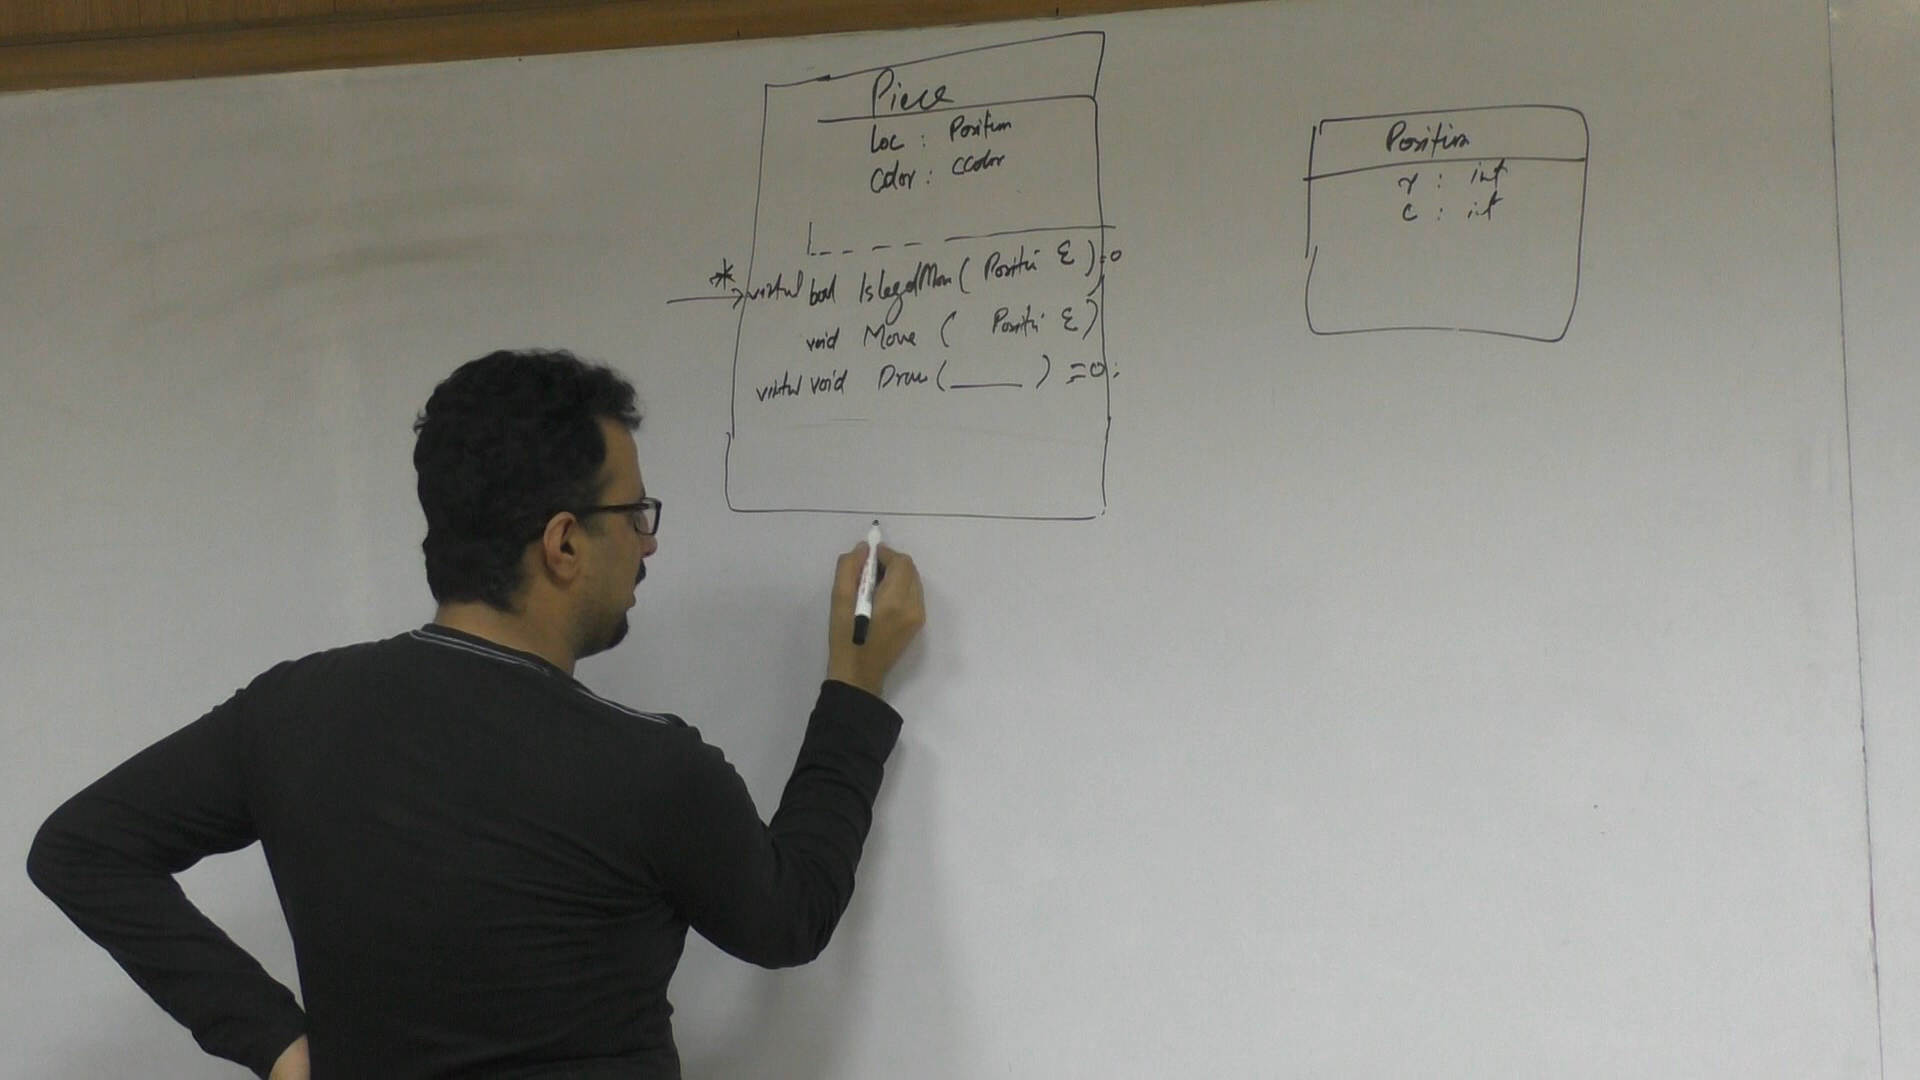 Piece
Loc : Position
Color : CColor
* virtual bool IsLegalMove ( Position E ) = 0
void Move ( Position E )
virtual void Draw ( ____ ) = 0 ;
Position
r : int
c : int